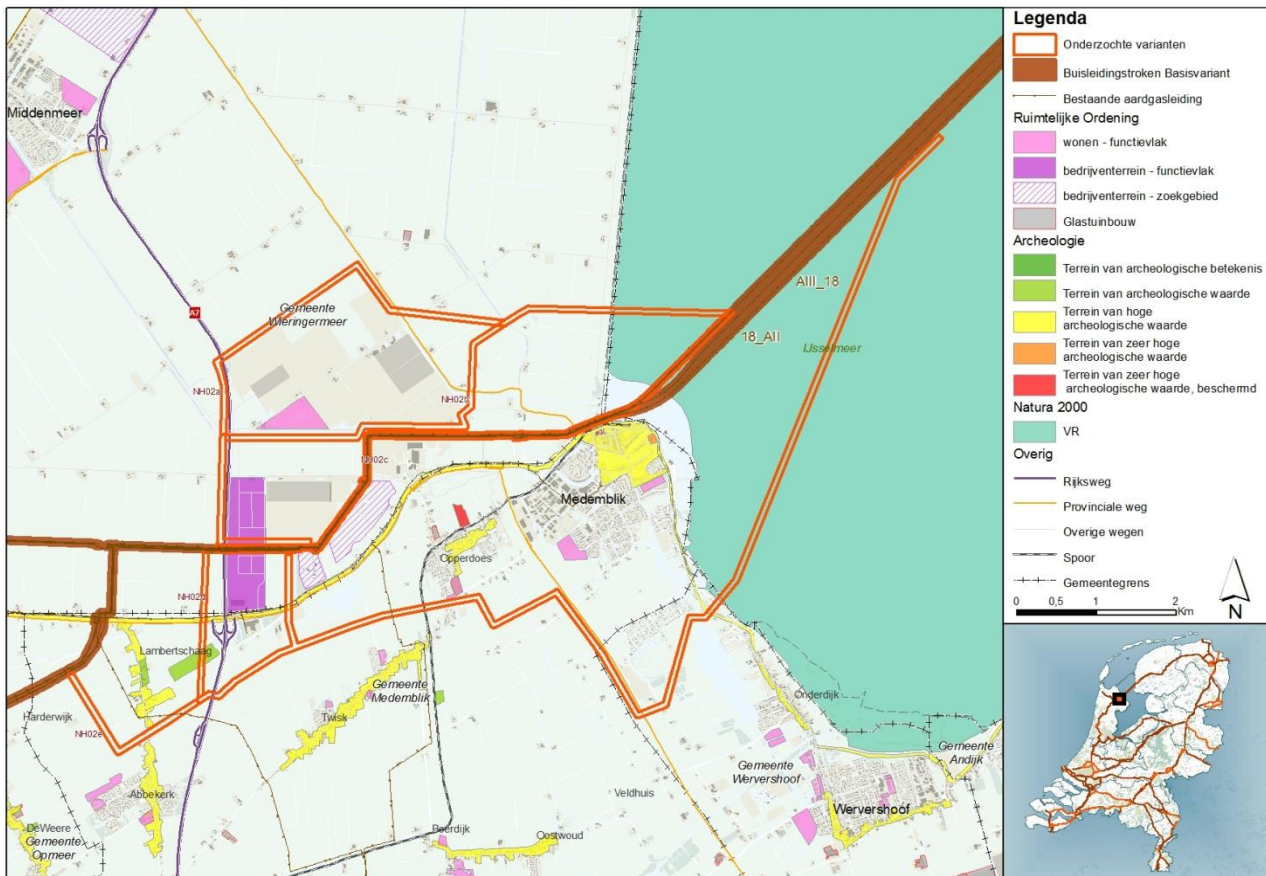 Middenmeer
A7
Gemeente
Wieringermeer
NH02a
NH02b
NH02c
AIII_18
18_AII
IJsselmeer
Medemblik
Opperdoes
NH02d
Lambertschaag
Gemeente
Medemblik
Harderwijk
NH02e
Twisk
Onderdijk
Gemeente
Andijk
Gemeente
Wervershoof
Abbekerk
Veldhuis
Wervershoof
DeWeere
Gemeente
Opmeer
Oostwoud
Legenda
Onderzochte varianten
Buisleidingstroken Basisvariant
Bestaande aardgasleiding
Ruimtelijke Ordening
wonen - functievlak
bedrijventerrein - functievlak
bedrijventerrein - zoekgebied
Glastuinbouw
Archeologie
Terrein van archeologische betekenis
Terrein van archeologische waarde
Terrein van hoge
archeologische waarde
Terrein van zeer hoge
archeologische waarde
Terrein van zeer hoge
archeologische waarde, beschermd
Natura 2000
VR
Overig
Rijksweg
Provinciale weg
Overige wegen
Spoor
Gemeentegrens
0 0,5 1 2
Km
N